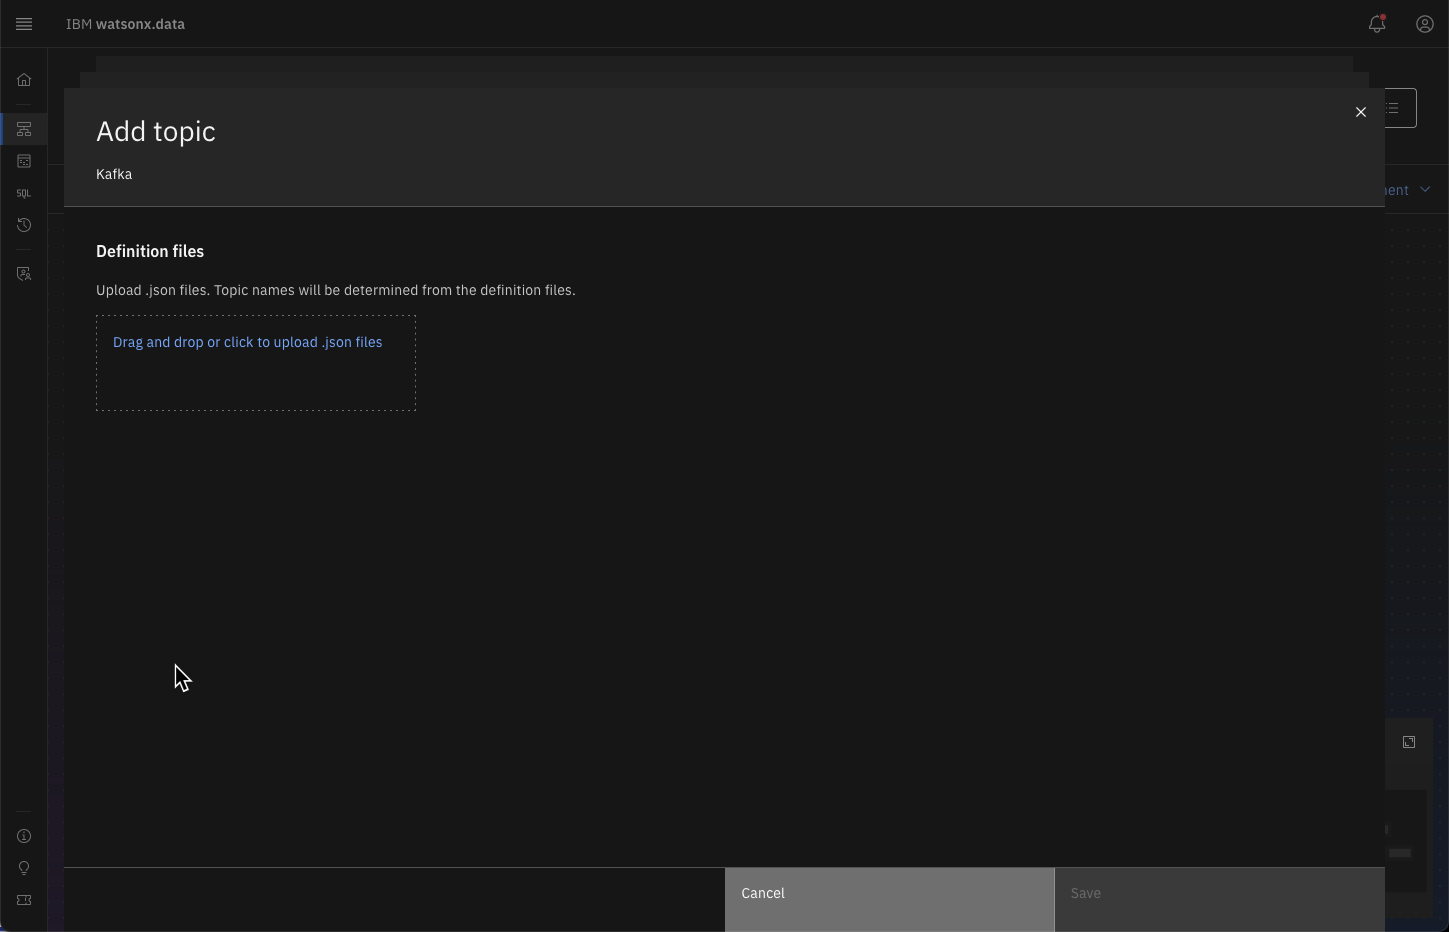 IBM watsonx.data
Add topic
Kafka
SQL
Definition files
Upload .json files. Topic names will be determined from the definition files.
Drag and drop or click to upload .json files
Cancel
Save